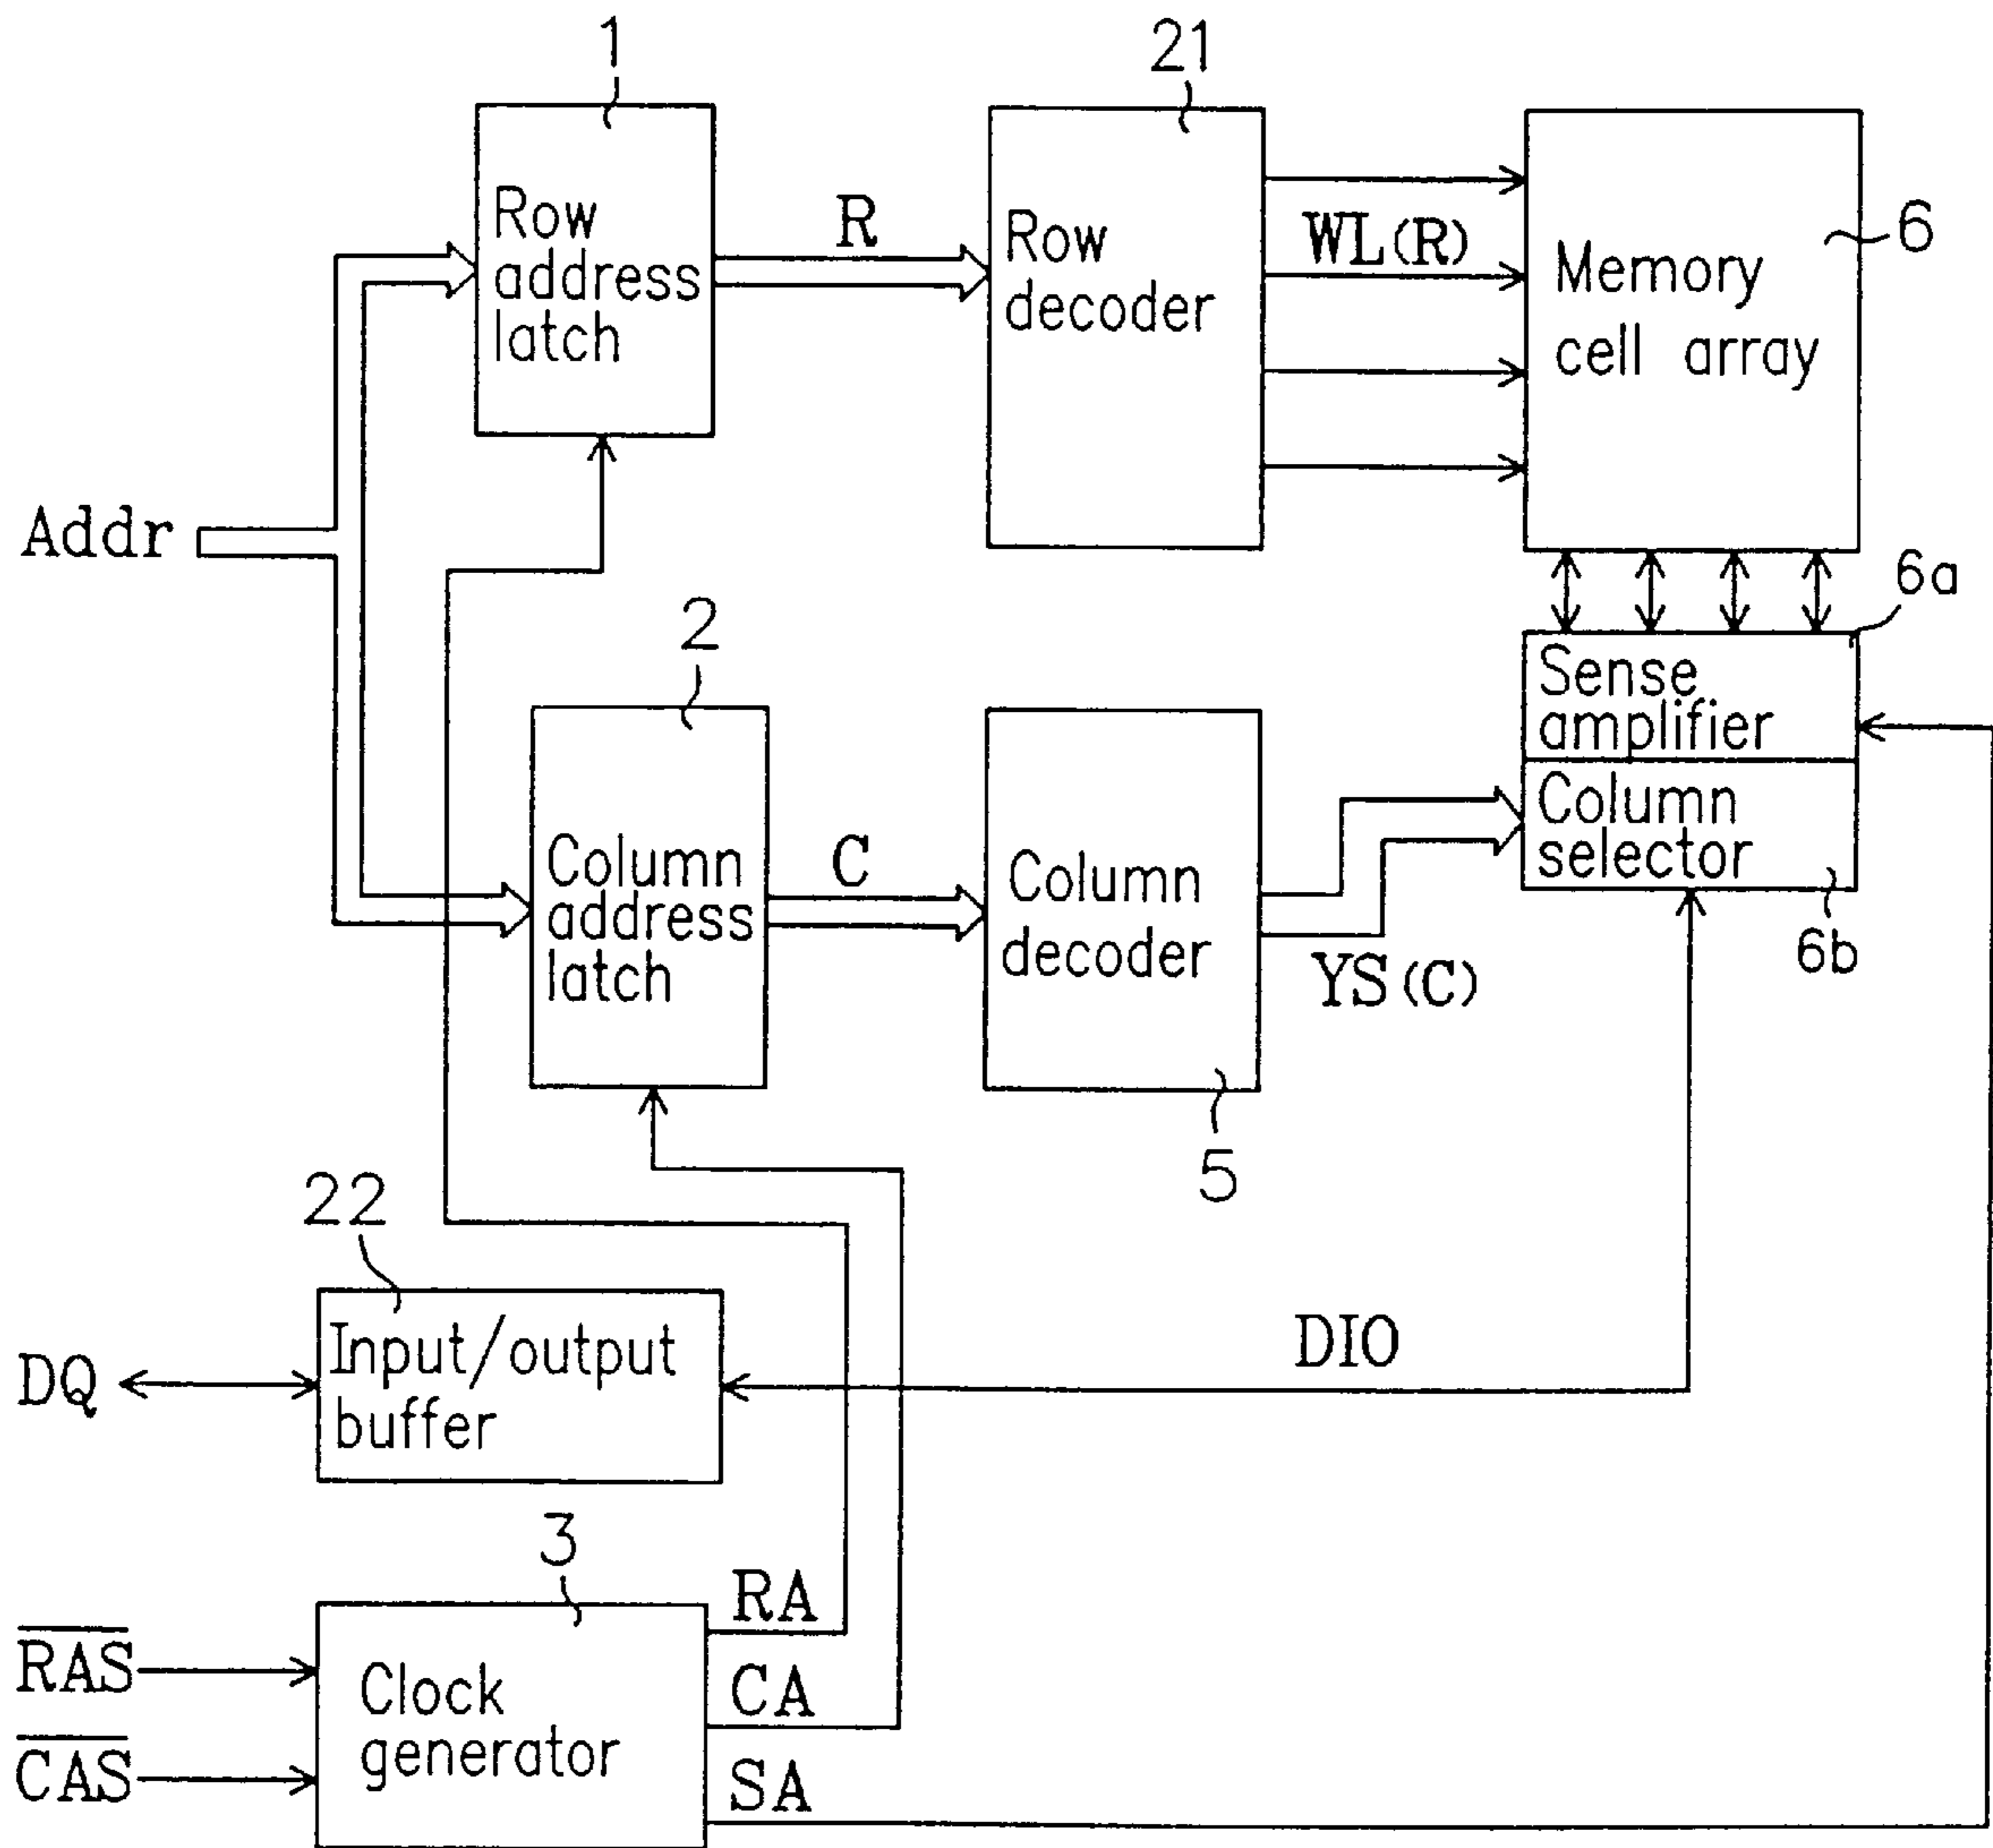 1
21
Row
address
latch
R
Row
decoder
WL(R)
Memory
cell array
6
Addr
2
6a
Sense
amplifier
Column
selector
6b
Column
address
latch
C
Column
decoder
YS(C)
5
22
DQ
Input/output
buffer
DIO
3
RAS
CAS
Clock
generator
RA
CA
SA